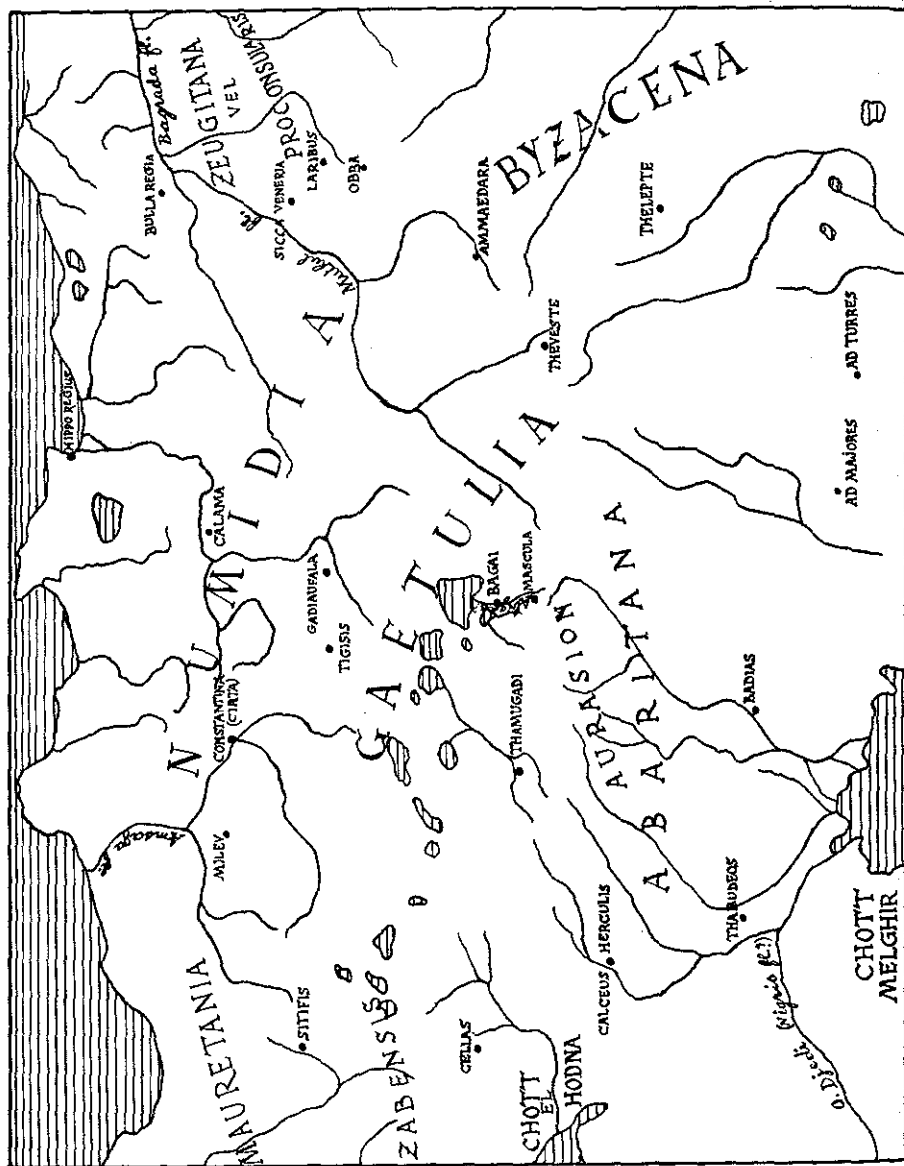 Bagrada fl.
ZEUGITANA
VEL
PROCONSULARIS
BULLA REGIA
SICCA VENERIA
LARIBUS
OBBA
fl.
Muthul
BYZACENA
AMMAEDARA
THELEPTE
THEVESTE
AD TURRES
AD MAJORES
HIPPO REGIUS
NUMIDIA
CALAMA
GADIAUFALA
TIGISIS
CONSTANTINA
(CIRTA)
GAETULIA
BAGAI
MASCULA
THAMUGADI
AURASION
ABARITANA
BADIAS
Amsaga fl.
MILEV
MAURETANIA
SITIFIS
ZABENSIS
CELLAS
CHOTT
EL
HODNA
CALCEUS HERCULIS
THABUDEOS
O. Djedi (Nigris fl?)
CHOTT
MELGHIR